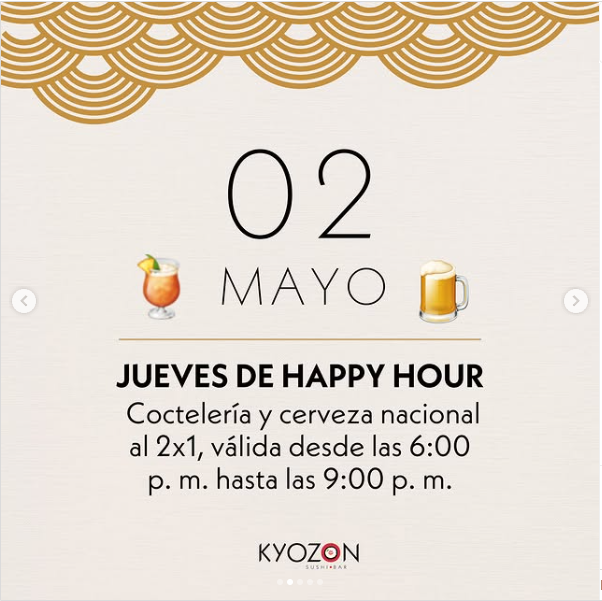 02
MAYO
JUEVES DE HAPPY HOUR
Coctelería y cerveza nacional
al 2x1, válida desde las 6:00
p. m. hasta las 9:00 p. m.
KYOZON
SUSHI BAR